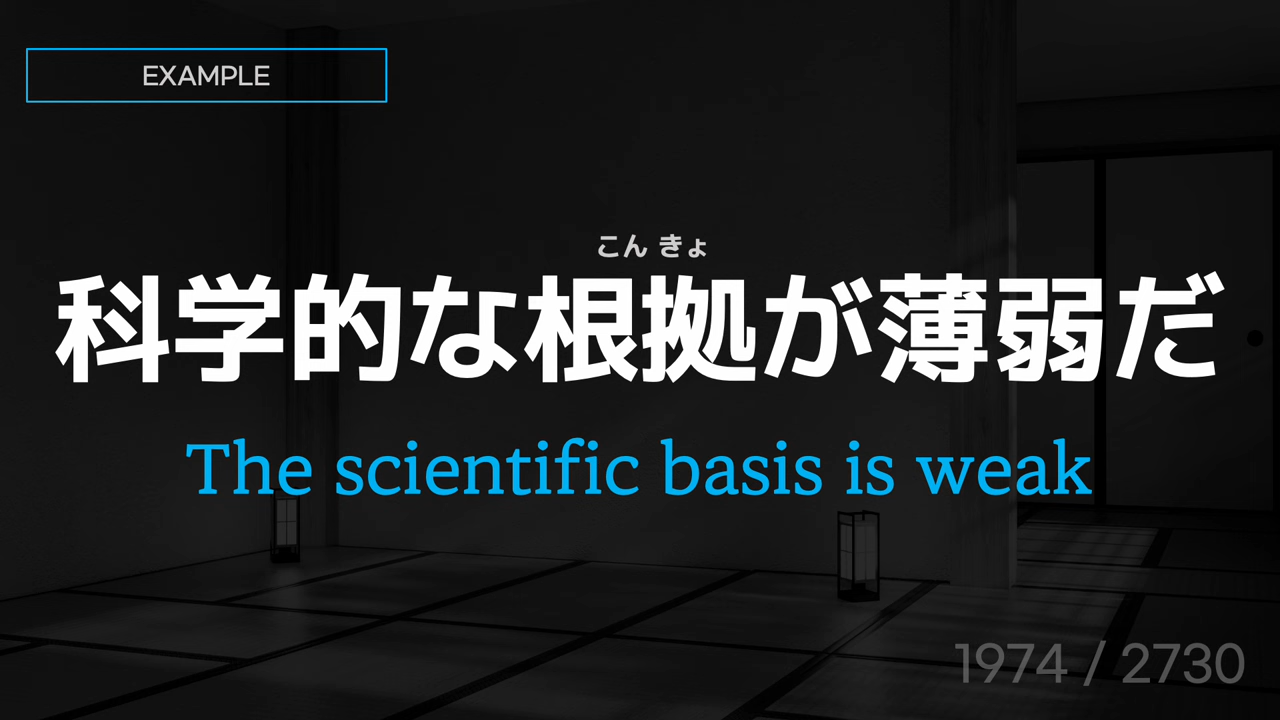 EXAMPLE
こん きょ
科学的な根拠が薄弱だ
The scientific basis is weak
1974 / 2730